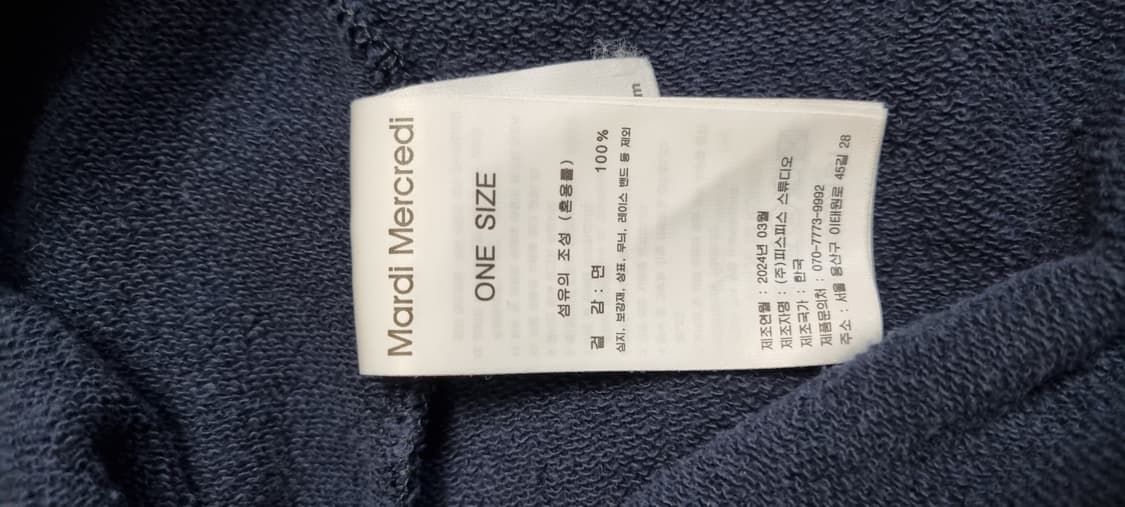 Mardi Mercredi
ONE SIZE
섬유의 조성 (혼용률)
겉 감 : 면 100%
심지, 보강재, 상표, 무늬, 레이스 밴드 등 제외
제조연월 : 2024년 03월
제조자명 : (주)피스피스 스튜디오
제조국가 : 한국
제품문의처 : 070-7773-9992
주소 : 서울 용산구 이태원로 45길 28
m